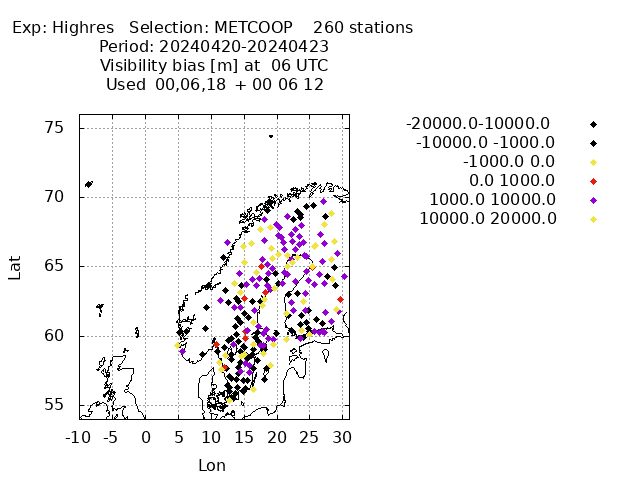 Exp: Highres   Selection: METCOOP    260 stations
Period: 20240420-20240423
Visibility bias [m] at  06 UTC
Used  00,06,18  + 00 06 12
-20000.0-10000.0
-10000.0 -1000.0
-1000.0 0.0
0.0 1000.0
1000.0 10000.0
10000.0 20000.0
75
70
65
60
55
Lat
-10 -5 0 5 10 15 20 25 30
Lon